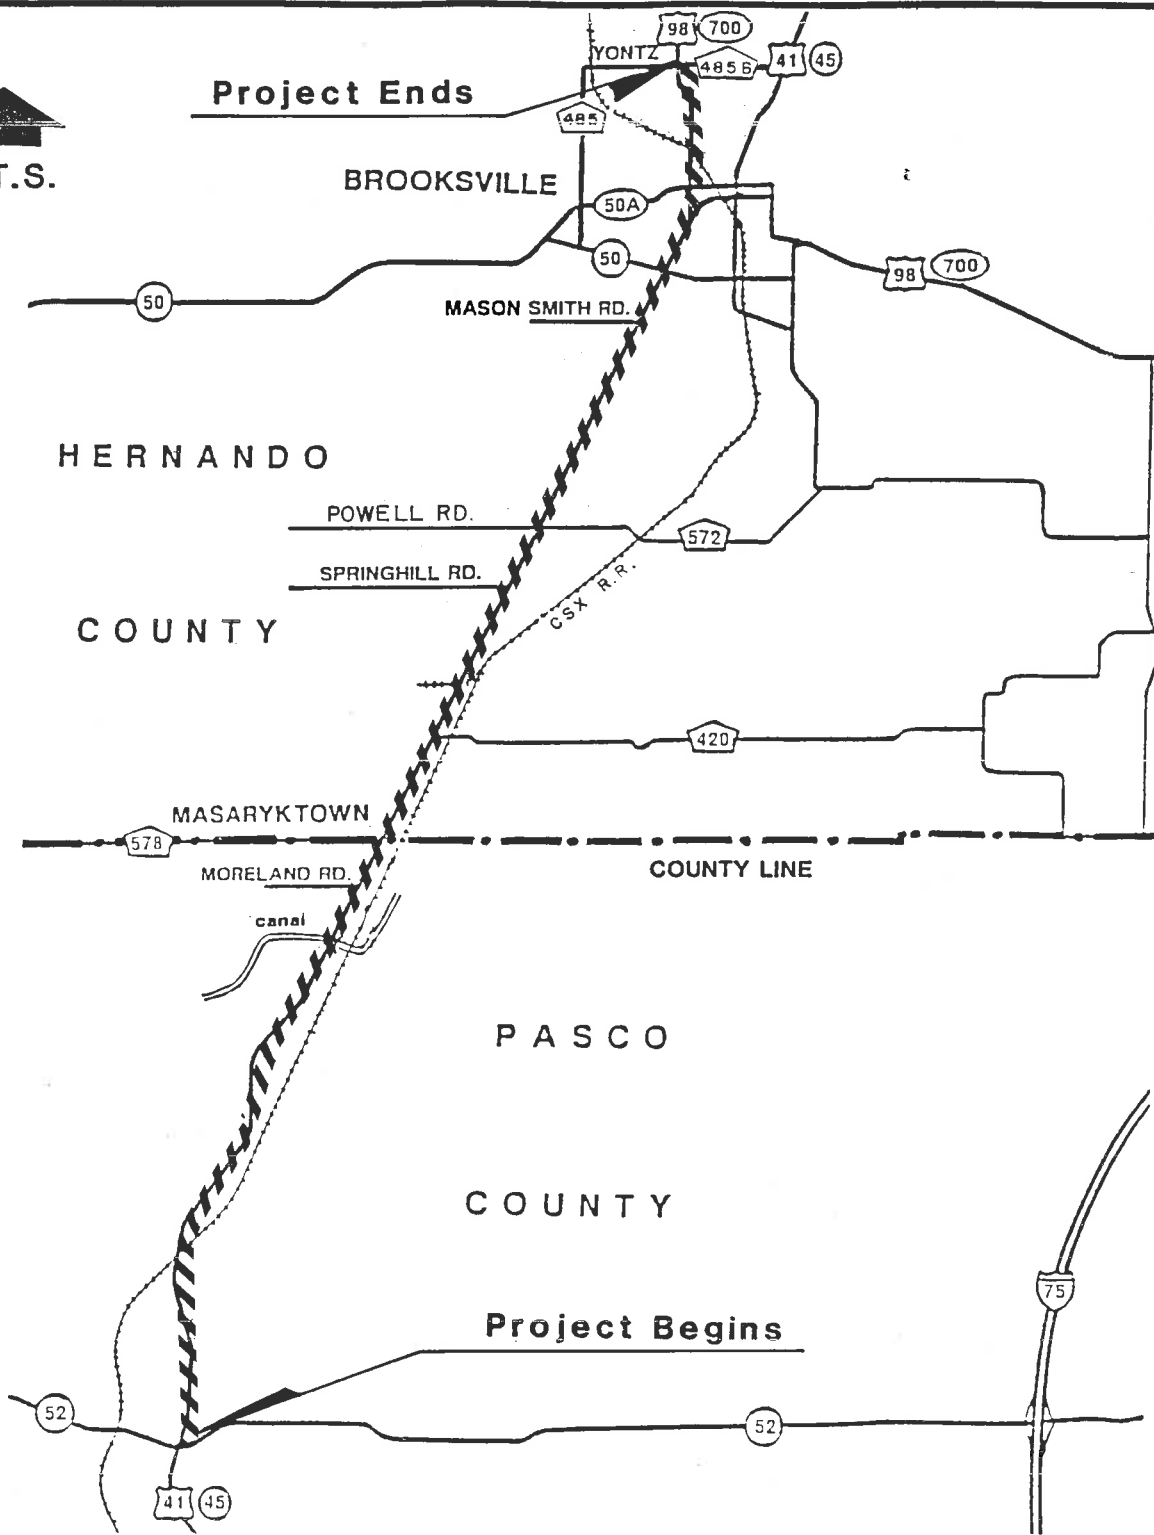 98 700
YONTZ
485B 41 45
Project Ends
485
T.S.
BROOKSVILLE
50A
50
98 700
50
MASON SMITH RD.
HERNANDO
POWELL RD.
572
SPRINGHILL RD.
CSX R.R.
COUNTY
420
MASARYKTOWN
578
COUNTY LINE
MORELAND RD.
canal
PASCO
COUNTY
75
Project Begins
52
52
41 45